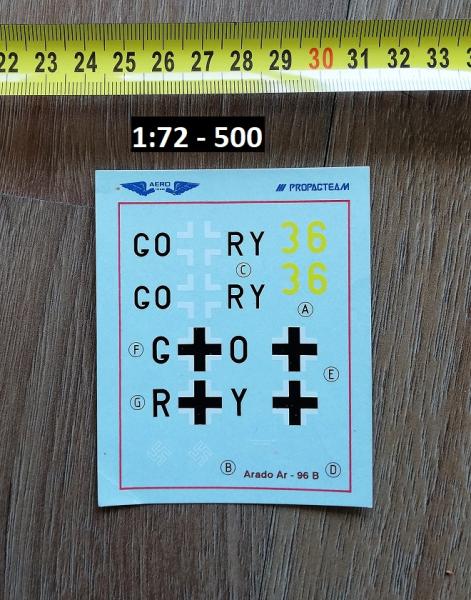 22 23 24 25 26 27 28 29 30 31 32 33
1:72 - 500
AERO PROPAGTEAM
GO RY 36
C
GO RY 36
A
F G O
E
G R Y
B D
Arado Ar - 96 B